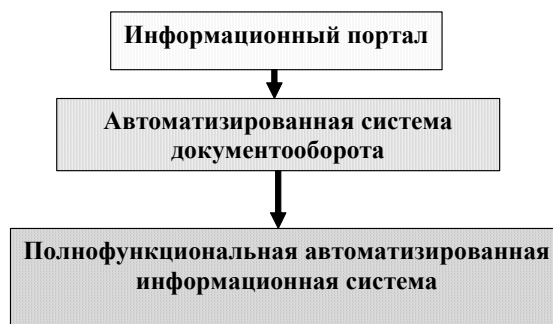 Информационный портал
Автоматизированная система
документооборота
Полнофункциональная автоматизированная
информационная система